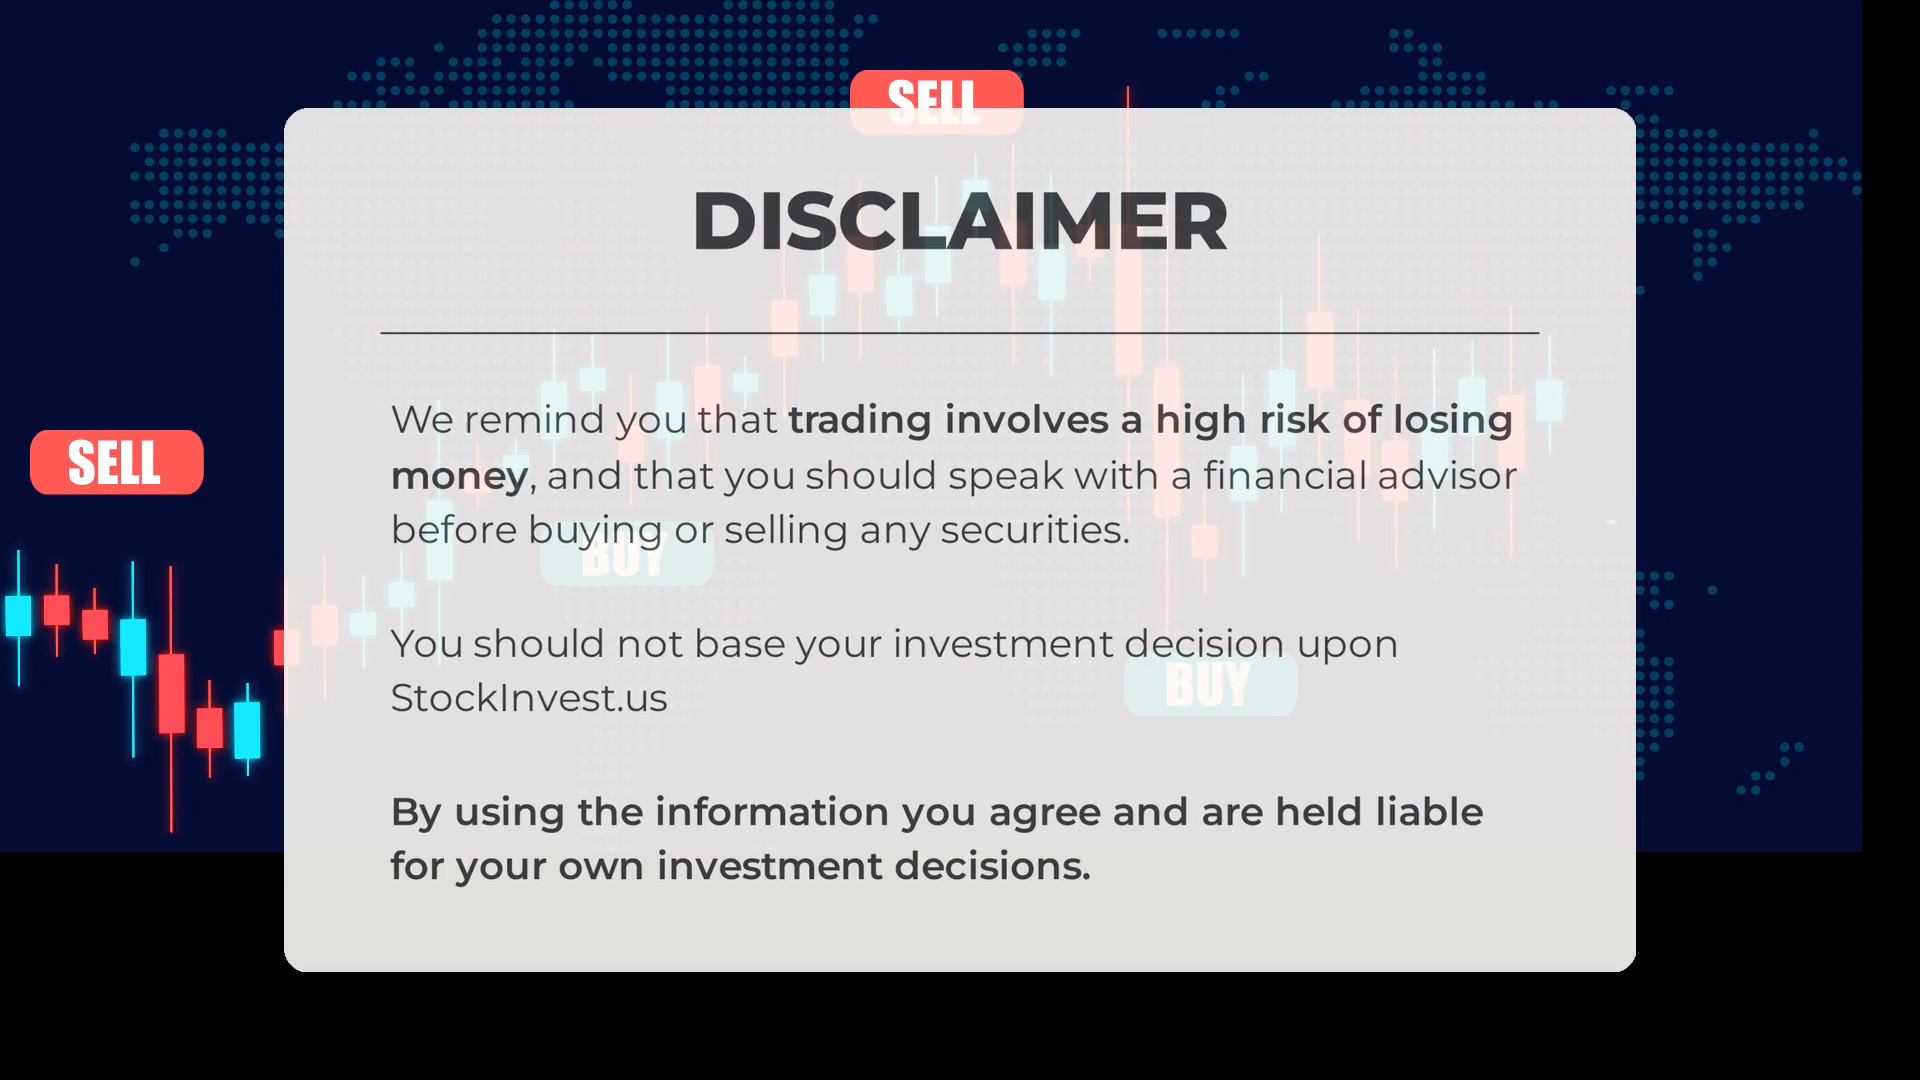 SELL
DISCLAIMER
We remind you that trading involves a high risk of losing
money, and that you should speak with a financial advisor
before buying or selling any securities.
SELL
BUY
You should not base your investment decision upon
StockInvest.us
BUY
By using the information you agree and are held liable
for your own investment decisions.